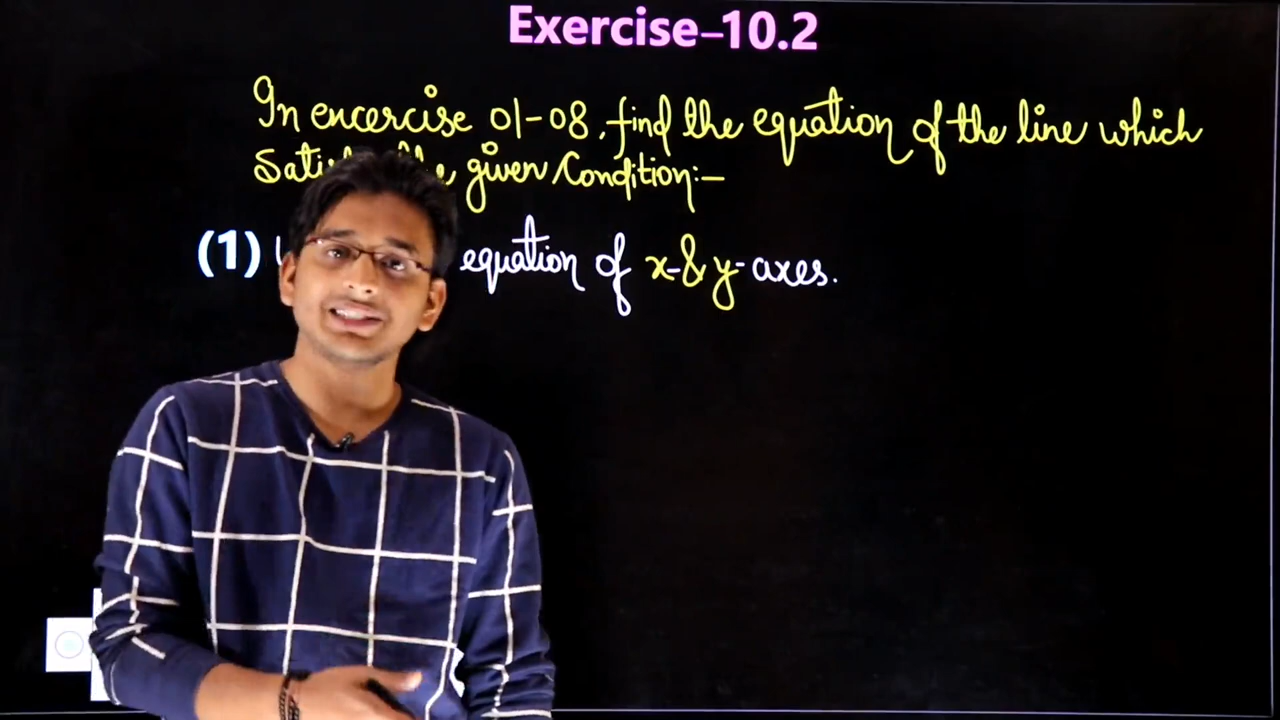 Exercise–10.2
In encercise 01-08, find the equation of the line which
given Condition:–
(1) equation of x-& y-axes.